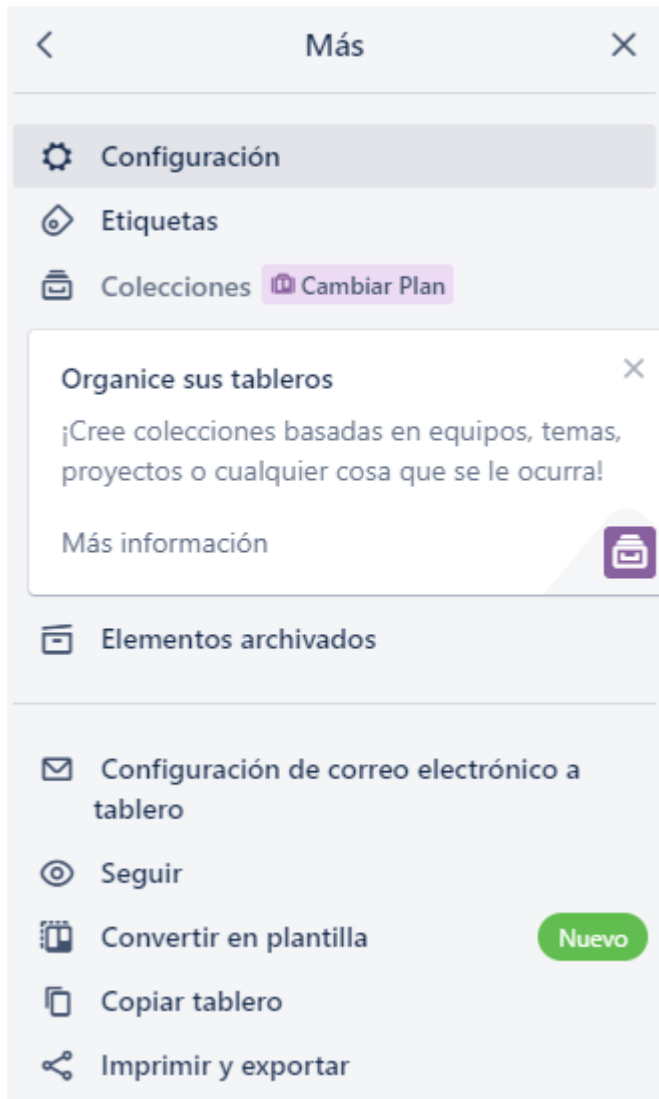 Más
Configuración
Etiquetas
Colecciones Cambiar Plan
Organice sus tableros
¡Cree colecciones basadas en equipos, temas,
proyectos o cualquier cosa que se le ocurra!
Más información
Elementos archivados
Configuración de correo electrónico a
tablero
Seguir
Convertir en plantilla Nuevo
Copiar tablero
Imprimir y exportar